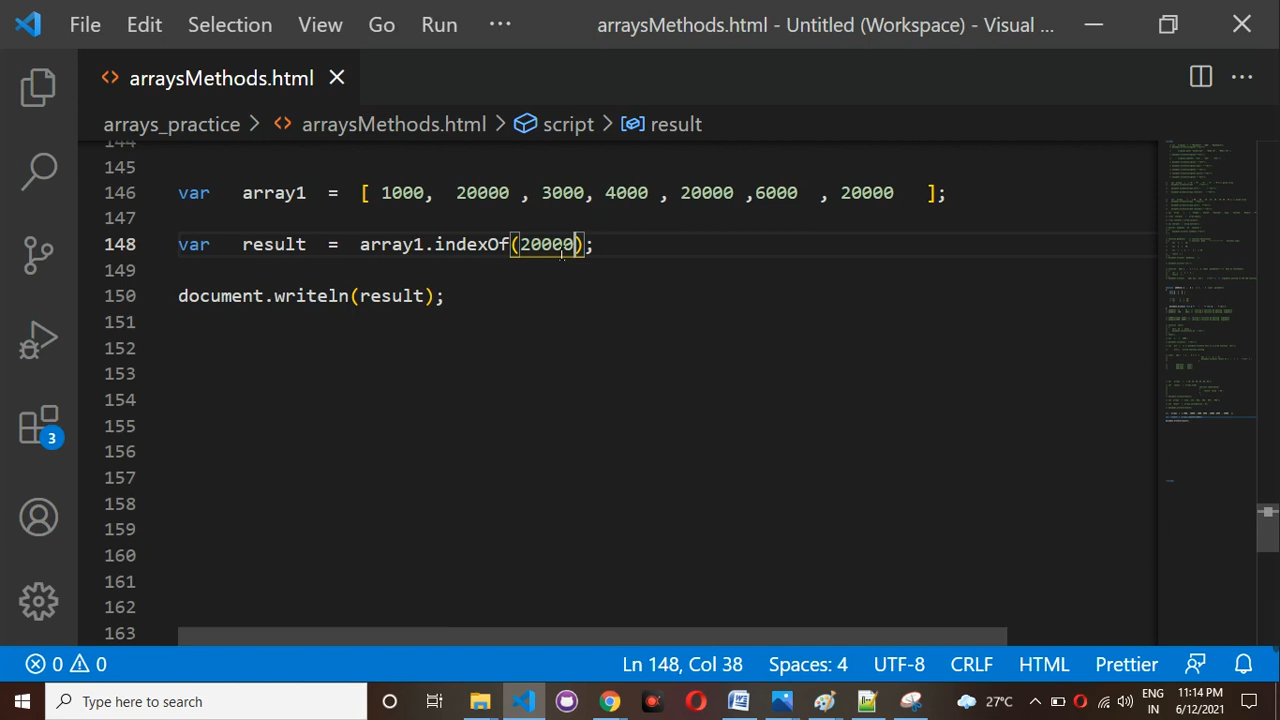 File Edit Selection View Go Run ··· arraysMethods.html - Untitled (Workspace) - Visual ...
arraysMethods.html
arrays_practice > arraysMethods.html > script > result
144
145
146 var array1 = [ 1000, 20000 , 3000, 4000 , 20000 ,6000 , 20000 ];
147
148 var result = array1.indexOf(20000);
149
150 document.writeln(result);
151
152
153
154
155
156
157
158
159
160
161
162
163
3
0 0 Ln 148, Col 38 Spaces: 4 UTF-8 CRLF HTML Prettier
Type here to search 27°C ENG IN 11:14 PM 6/12/2021